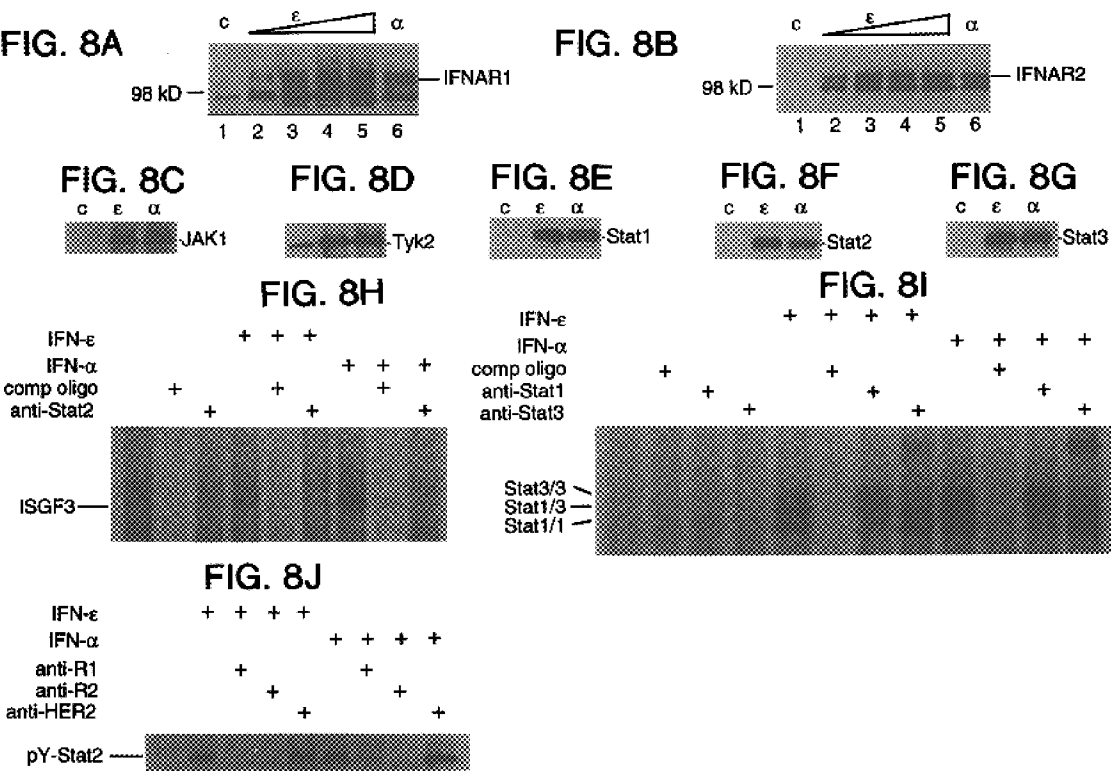 FIG. 8A
c ε α
98 kD
IFNAR1
1 2 3 4 5 6
FIG. 8B
c ε α
98 kD
IFNAR2
1 2 3 4 5 6
FIG. 8C
c ε α
JAK1
FIG. 8D
Tyk2
FIG. 8E
c ε α
Stat1
FIG. 8F
c ε α
Stat2
FIG. 8G
c ε α
Stat3
FIG. 8H
IFN-ε + + +
IFN-α + + +
comp oligo + + +
anti-Stat2 + + +
ISGF3
FIG. 8I
IFN-ε + + + +
IFN-α + + + +
comp oligo + + +
anti-Stat1 + + +
anti-Stat3 + + +
Stat3/3
Stat1/3
Stat1/1
FIG. 8J
IFN-ε + + + +
IFN-α + + + +
anti-R1 + +
anti-R2 + +
anti-HER2 + +
pY-Stat2